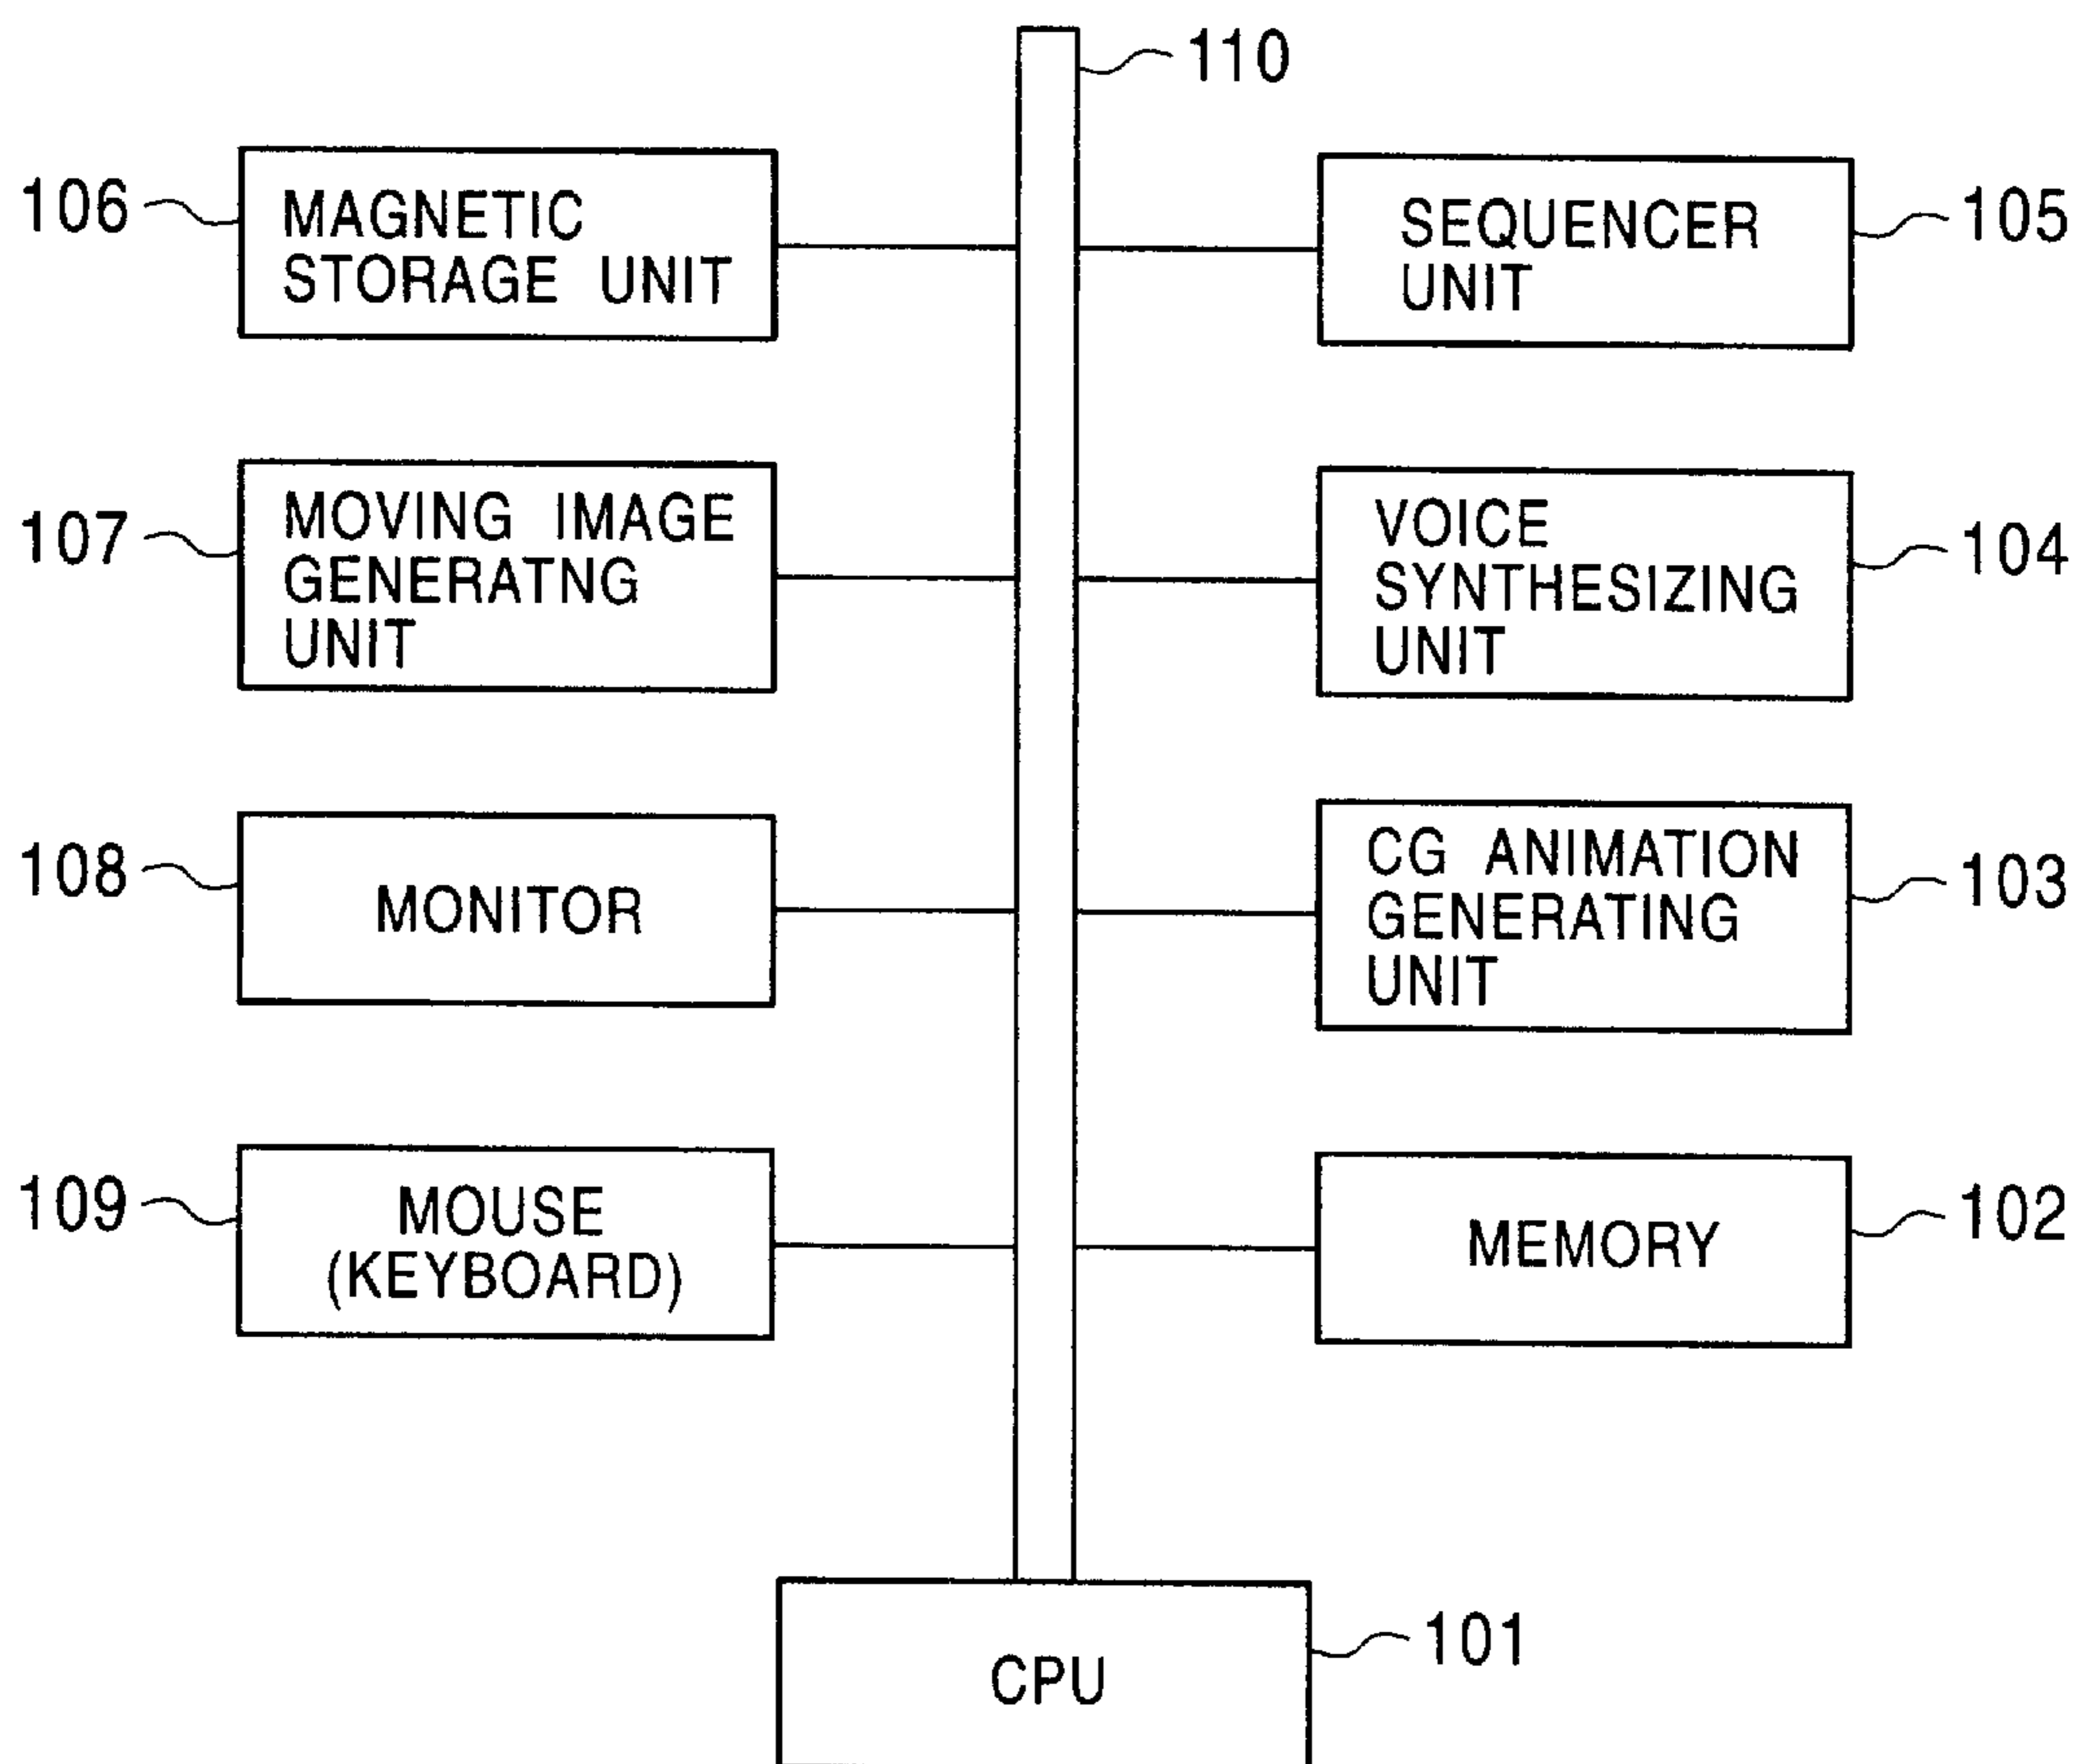 110
106
MAGNETIC
STORAGE UNIT
SEQUENCER
UNIT
105
107
MOVING IMAGE
GENERATNG
UNIT
VOICE
SYNTHESIZING
UNIT
104
108
MONITOR
CG ANIMATION
GENERATING
UNIT
103
109
MOUSE
(KEYBOARD)
MEMORY
102
CPU
101